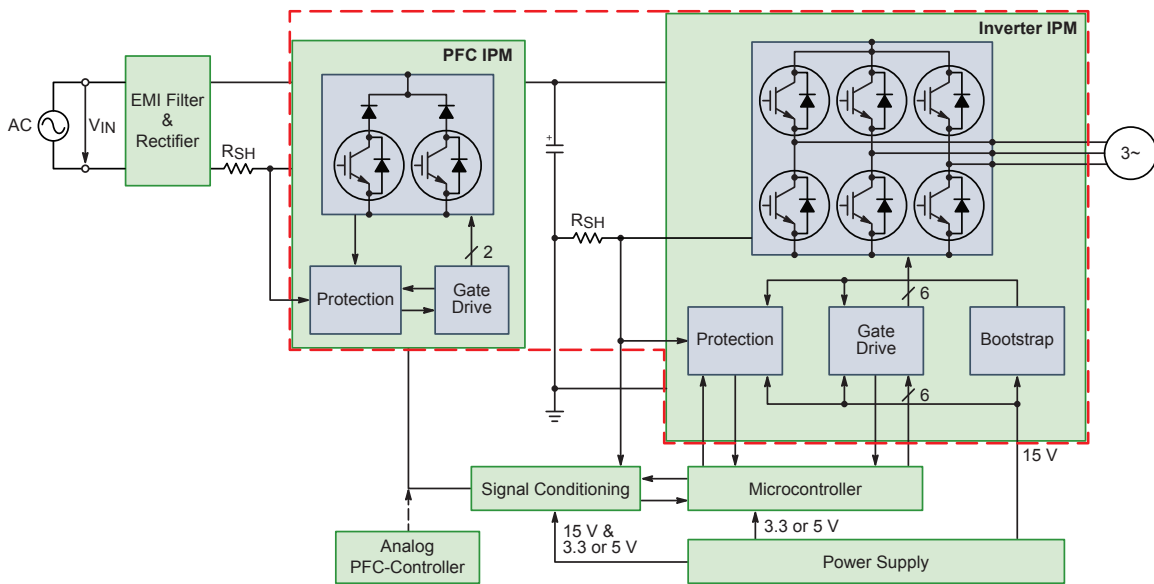 Inverter IPM
PFC IPM
EMI Filter
&
Rectifier
AC
VIN
RSH
+
3~
RSH
2
Protection
Gate
Drive
6
Protection
Gate
Drive
Bootstrap
6
15 V
Signal Conditioning
Microcontroller
15 V &
3.3 or 5 V
3.3 or 5 V
Analog
PFC-Controller
Power Supply